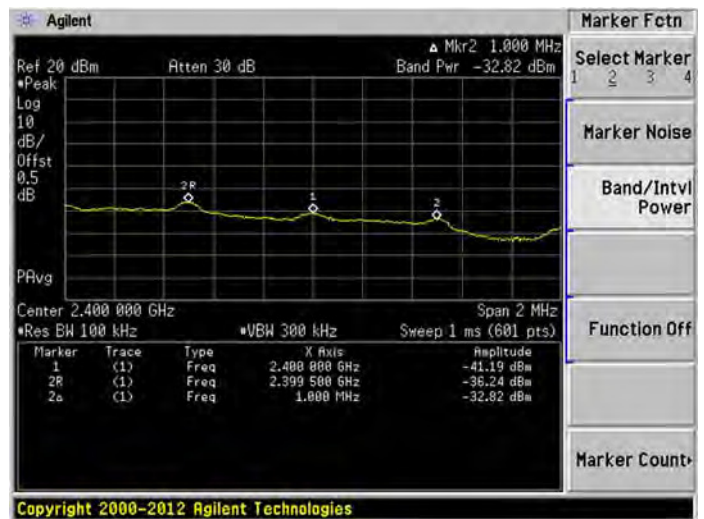 Agilent
Marker Fctn
Δ Mkr2 1.000 MHz
Ref 20 dBm Atten 30 dB Band Pwr -32.82 dBm
#Peak
Log
10
dB/
Offst
0.5
dB
PAvg
2R
1
2
Center 2.400 000 GHz Span 2 MHz
#Res BW 100 kHz #VBW 300 kHz Sweep 1 ms (601 pts)
Marker Trace Type X Axis Amplitude
1 (1) Freq 2.400 000 GHz -41.19 dBm
2R (1) Freq 2.399 500 GHz -36.24 dBm
2Δ (1) Freq 1.000 MHz -32.82 dBm
Select Marker
1 2 3 4
Marker Noise
Band/Intvl
Power
Function Off
Marker Count
Copyright 2000-2012 Agilent Technologies